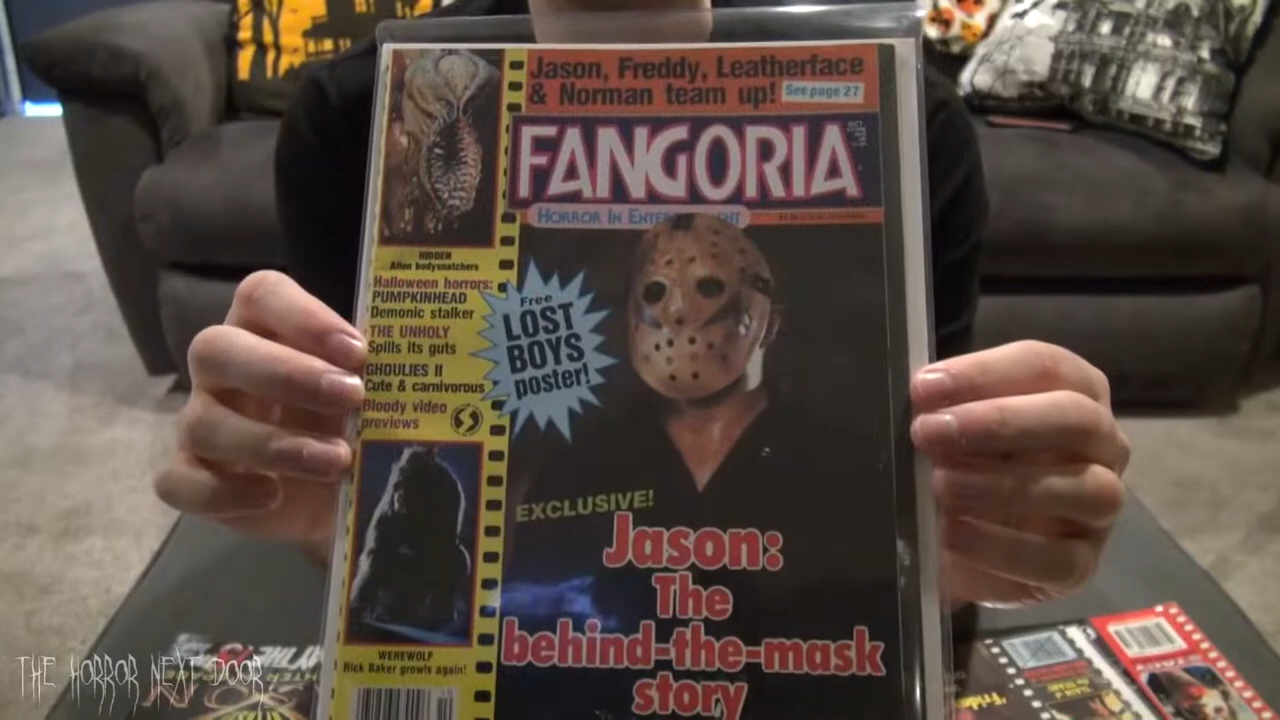 Jason, Freddy, Leatherface
& Norman team up! See page 27
FANGORIA
HORROR IN ENTE NT
HIDDEN
Alien bodysnatchers
Halloween horrors:
PUMPKINHEAD
Demonic stalker
THE UNHOLY
Spills its guts
GHOULIES II
Cute & carnivorous
Bloody video
previews
Free
LOST
BOYS
poster!
WEREWOLF
Rick Baker growls again!
EXCLUSIVE!
Jason:
The
behind-the-mask
story
THE HORROR NEXT DOOR